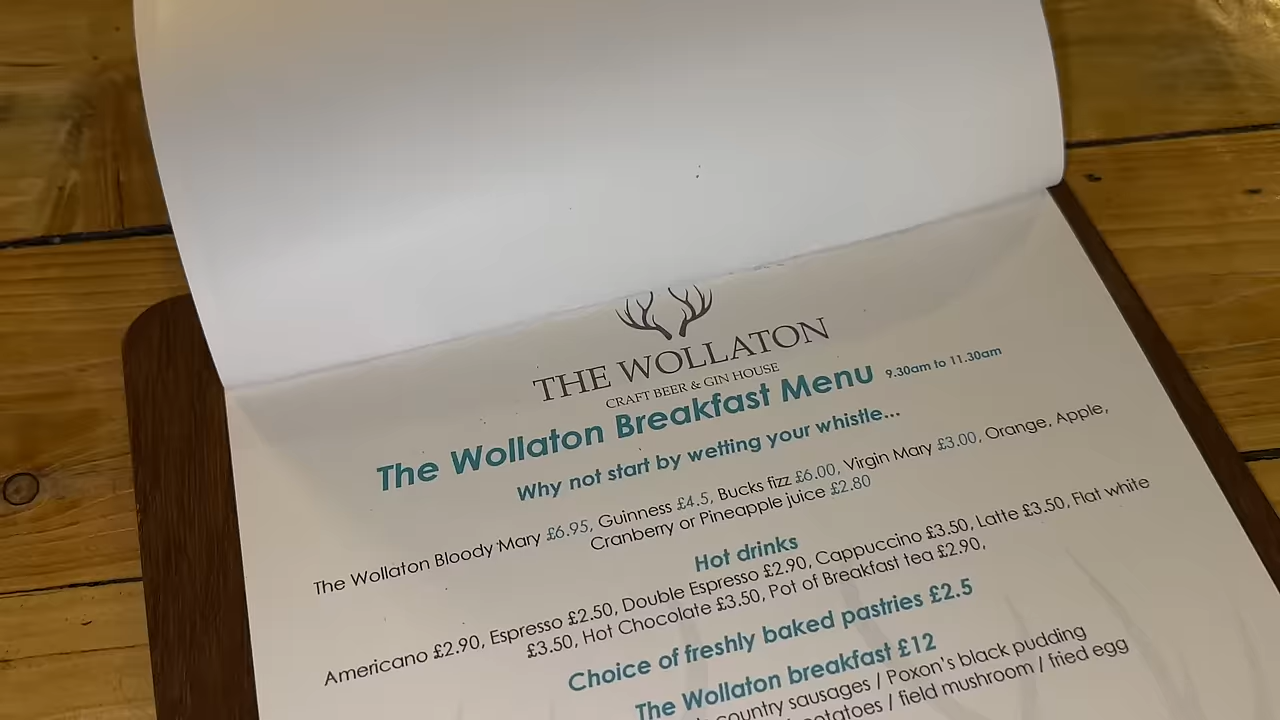 THE WOLLATON
CRAFT BEER & GIN HOUSE
The Wollaton Breakfast Menu 9.30am to 11.30am
Why not start by wetting your whistle...
The Wollaton Bloody Mary £6.95, Guinness £4.5, Bucks fizz £6.00, Virgin Mary £3.00, Orange, Apple,
Cranberry or Pineapple juice £2.80
Hot drinks
Americano £2.90, Espresso £2.50, Double Espresso £2.90, Cappuccino £3.50, Latte £3.50, Flat white
£3.50, Hot Chocolate £3.50, Pot of Breakfast tea £2.90,
Choice of freshly baked pastries £2.5
The Wollaton breakfast £12
country sausages / Poxon's black pudding
/ field mushroom / fried egg